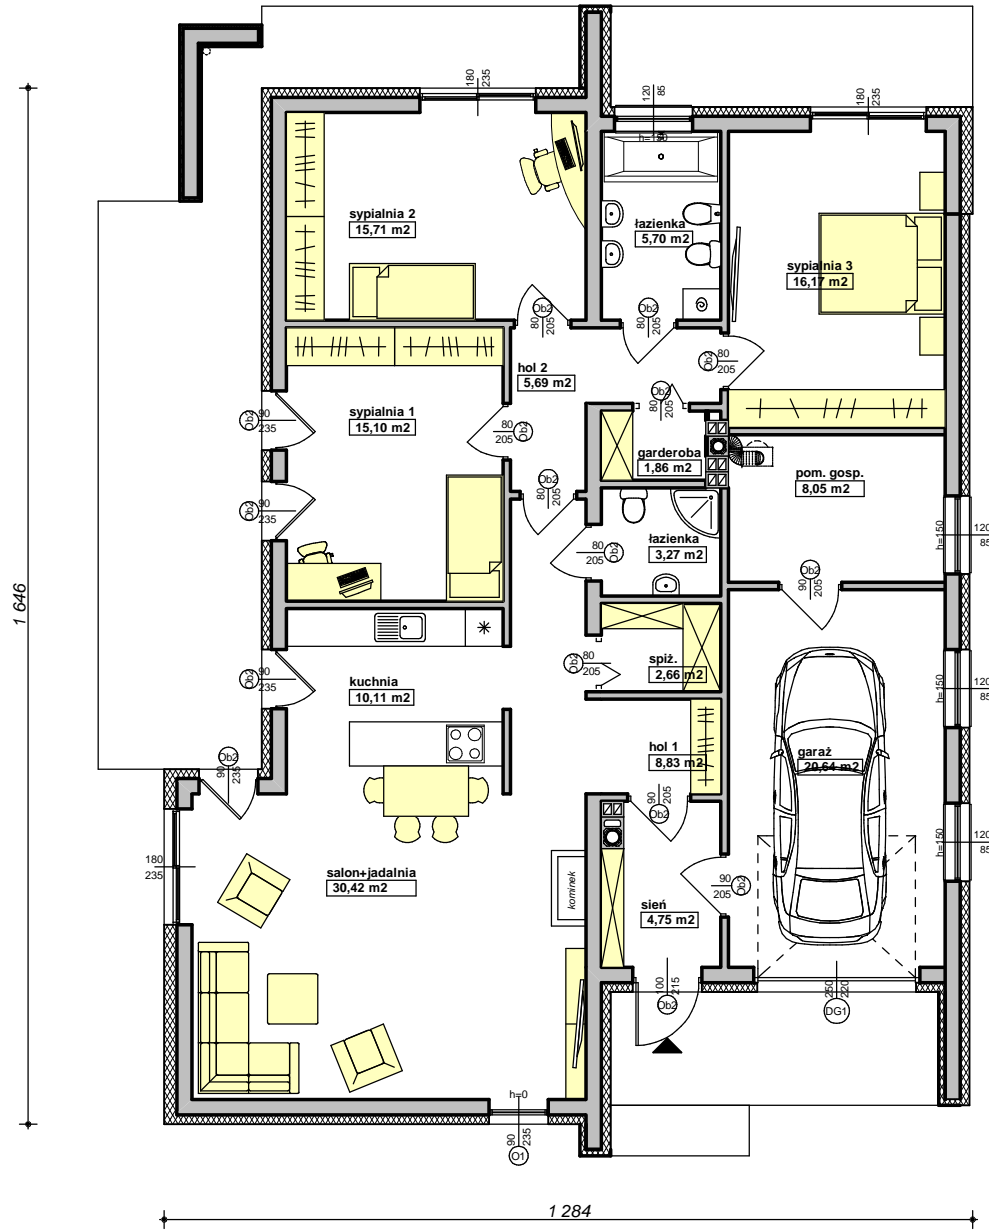 180
235
120
85
h=150
180
235
sypialnia 2
15,71 m2
łazienka
5,70 m2
sypialnia 3
16,17 m2
Ob2
80
205
Ob2
80
205
Ob2
80
205
hol 2
5,69 m2
Ob2
80
205
Ob2
90
235
sypialnia 1
15,10 m2
Ob2
80
205
garderoba
1,86 m2
pom. gosp.
8,05 m2
Ob2
80
205
Ob2
90
235
h=150
120
85
łazienka
3,27 m2
Ob2
80
205
Ob2
90
205
1 646
Ob2
90
235
kuchnia
10,11 m2
Ob2
80
205
spiż.
2,66 m2
h=150
120
85
hol 1
8,83 m2
garaż
20,64 m2
Ob2
90
235
Ob2
90
205
h=150
120
85
180
235
salon+jadalnia
30,42 m2
kominek
Ob2
90
205
sień
4,75 m2
Ob2
100
215
DG1
250
220
h=0
O1
90
235
1 284